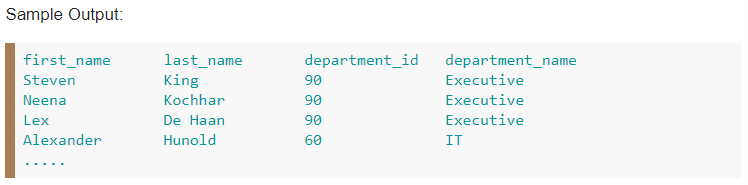 Sample Output:
first_name last_name department_id department_name
Steven King 90 Executive
Neena Kochhar 90 Executive
Lex De Haan 90 Executive
Alexander Hunold 60 IT
.....